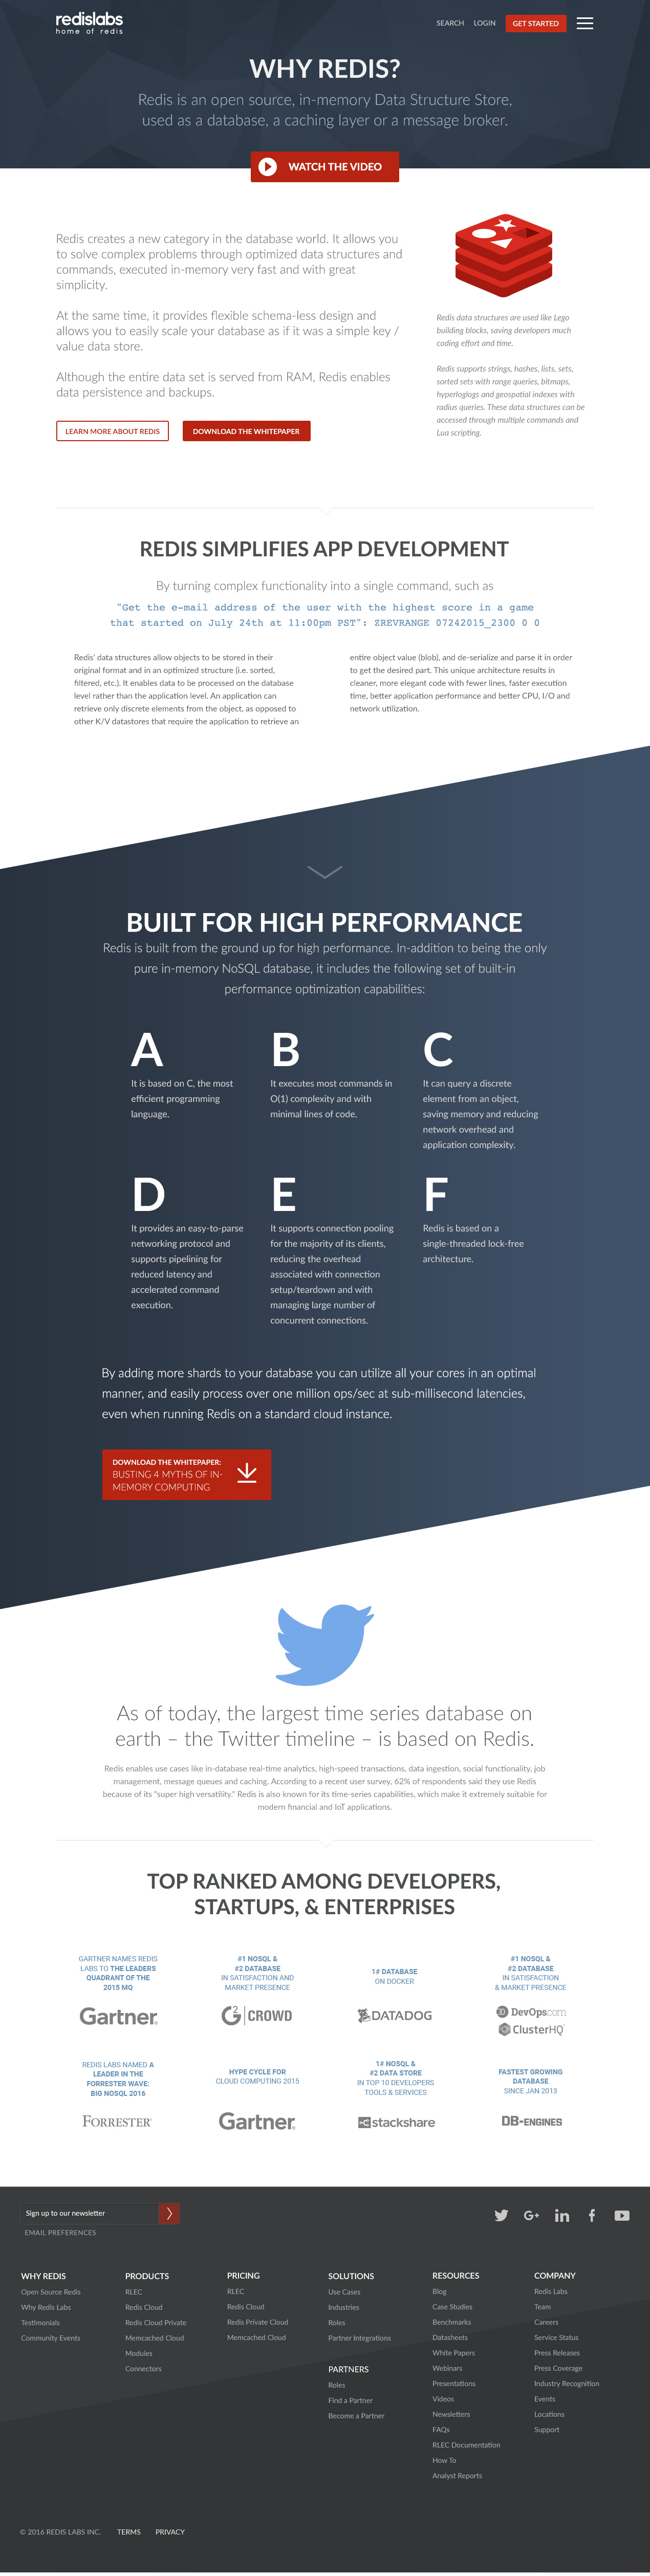 redislabs
home of redis
SEARCH LOGIN GET STARTED
WHY REDIS?
Redis is an open source, in-memory Data Structure Store,
used as a database, a caching layer or a message broker.
WATCH THE VIDEO
Redis creates a new category in the database world. It allows you
to solve complex problems through optimized data structures and
commands, executed in-memory very fast and with great
simplicity.
At the same time, it provides flexible schema-less design and
allows you to easily scale your database as if it was a simple key /
value data store.
Although the entire data set is served from RAM, Redis enables
data persistence and backups.
LEARN MORE ABOUT REDIS
DOWNLOAD THE WHITEPAPER
Redis data structures are used like Lego
building blocks, saving developers much
coding effort and time.
Redis supports strings, hashes, lists, sets,
sorted sets with range queries, bitmaps,
hyperloglogs and geospatial indexes with
radius queries. These data structures can be
accessed through multiple commands and
Lua scripting.
REDIS SIMPLIFIES APP DEVELOPMENT
By turning complex functionality into a single command, such as
"Get the e-mail address of the user with the highest score in a game
that started on July 24th at 11:00pm PST": ZREVRANGE 07242015_2300 0 0
Redis' data structures allow objects to be stored in their
original format and in an optimized structure (i.e. sorted,
filtered, etc.). It enables data to be processed on the database
level rather than the application level. An application can
retrieve only discrete elements from the object, as opposed to
other K/V datastores that require the application to retrieve an
entire object value (blob), and de-serialize and parse it in order
to get the desired part. This unique architecture results in
cleaner, more elegant code with fewer lines, faster execution
time, better application performance and better CPU, I/O and
network utilization.
BUILT FOR HIGH PERFORMANCE
Redis is built from the ground up for high performance. In-addition to being the only
pure in-memory NoSQL database, it includes the following set of built-in
performance optimization capabilities:
A
It is based on C, the most
efficient programming
language.
B
It executes most commands in
O(1) complexity and with
minimal lines of code.
C
It can query a discrete
element from an object,
saving memory and reducing
network overhead and
application complexity.
D
It provides an easy-to-parse
networking protocol and
supports pipelining for
reduced latency and
accelerated command
execution.
E
It supports connection pooling
for the majority of its clients,
reducing the overhead
associated with connection
setup/teardown and with
managing large number of
concurrent connections.
F
Redis is based on a
single-threaded lock-free
architecture.
By adding more shards to your database you can utilize all your cores in an optimal
manner, and easily process over one million ops/sec at sub-millisecond latencies,
even when running Redis on a standard cloud instance.
DOWNLOAD THE WHITEPAPER:
BUSTING 4 MYTHS OF IN-
MEMORY COMPUTING
As of today, the largest time series database on
earth – the Twitter timeline – is based on Redis.
Redis enables use cases like in-database real-time analytics, high-speed transactions, data ingestion, social functionality, job
management, message queues and caching. According to a recent user survey, 62% of respondents said they use Redis
because of its "super high versatility." Redis is also known for its time-series capabilities, which make it extremely suitable for
modern financial and IoT applications.
TOP RANKED AMONG DEVELOPERS,
STARTUPS, & ENTERPRISES
GARTNER NAMES REDIS
LABS TO THE LEADERS
QUADRANT OF THE
2015 MQ
Gartner
#1 NOSQL &
#2 DATABASE
IN SATISFACTION AND
MARKET PRESENCE
G2 CROWD
1# DATABASE
ON DOCKER
DATADOG
#1 NOSQL &
#2 DATABASE
IN SATISFACTION
& MARKET PRESENCE
DevOps.com
ClusterHQ
REDIS LABS NAMED A
LEADER IN THE
FORRESTER WAVE:
BIG NOSQL 2016
FORRESTER
HYPE CYCLE FOR
CLOUD COMPUTING 2015
Gartner
1# NOSQL &
#2 DATA STORE
IN TOP 10 DEVELOPERS
TOOLS & SERVICES
stackshare
FASTEST GROWING
DATABASE
SINCE JAN 2013
DB-ENGINES
Sign up to our newsletter
EMAIL PREFERENCES
G+ in f
WHY REDIS
Open Source Redis
Why Redis Labs
Testimonials
Community Events
PRODUCTS
RLEC
Redis Cloud
Redis Cloud Private
Memcached Cloud
Modules
Connectors
PRICING
RLEC
Redis Cloud
Redis Private Cloud
Memcached Cloud
SOLUTIONS
Use Cases
Industries
Roles
Partner Integrations
PARTNERS
Roles
Find a Partner
Become a Partner
RESOURCES
Blog
Case Studies
Benchmarks
Datasheets
White Papers
Webinars
Presentations
Videos
Newsletters
FAQs
RLEC Documentation
How To
Analyst Reports
COMPANY
Redis Labs
Team
Careers
Service Status
Press Releases
Press Coverage
Industry Recognition
Events
Locations
Support
© 2016 REDIS LABS INC. TERMS PRIVACY